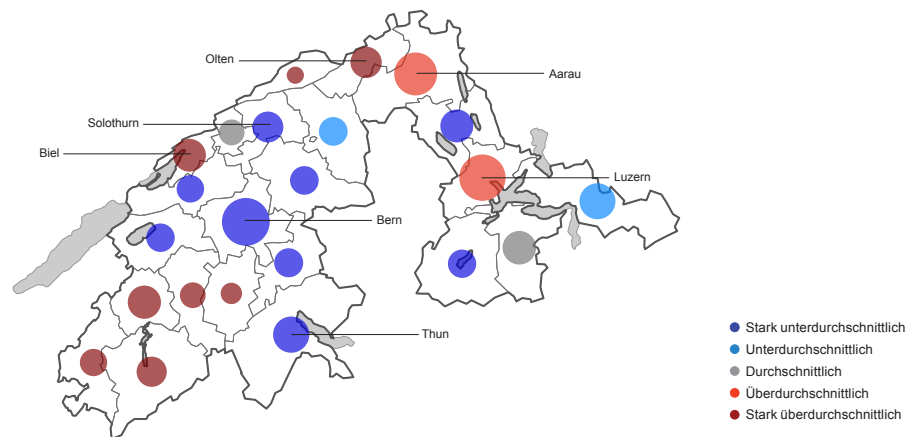 Olten
Aarau
Solothurn
Biel
Luzern
Bern
Thun
Stark unterdurchschnittlich
Unterdurchschnittlich
Durchschnittlich
Überdurchschnittlich
Stark überdurchschnittlich